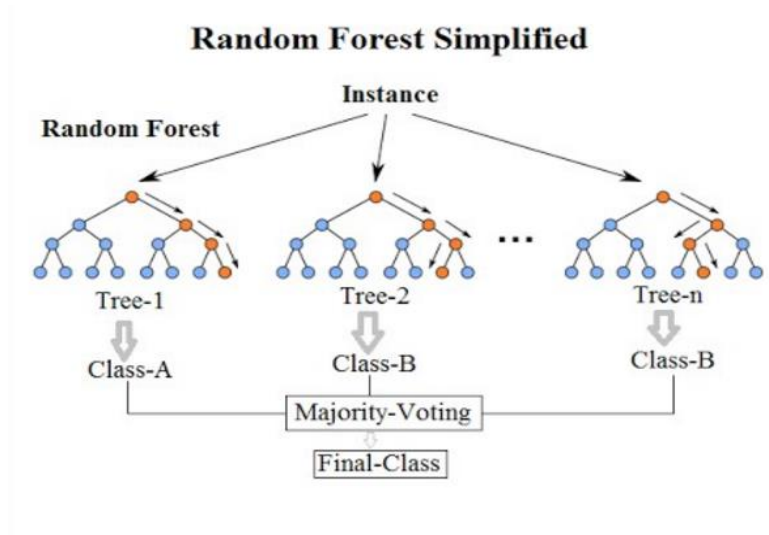 Random Forest Simplified
Instance
Random Forest
...
Tree-1
Tree-2
Tree-n
Class-A
Class-B
Class-B
Majority-Voting
Final-Class